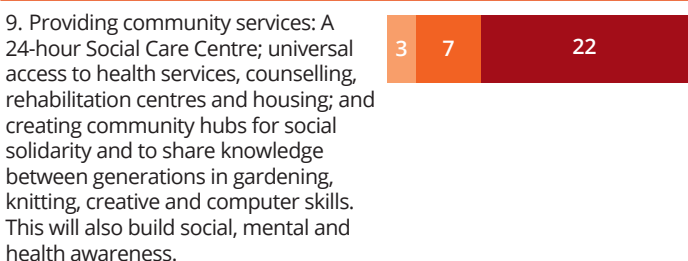 9. Providing community services: A
24-hour Social Care Centre; universal
access to health services, counselling,
rehabilitation centres and housing; and
creating community hubs for social
solidarity and to share knowledge
between generations in gardening,
knitting, creative and computer skills.
This will also build social, mental and
health awareness.
3 7 22